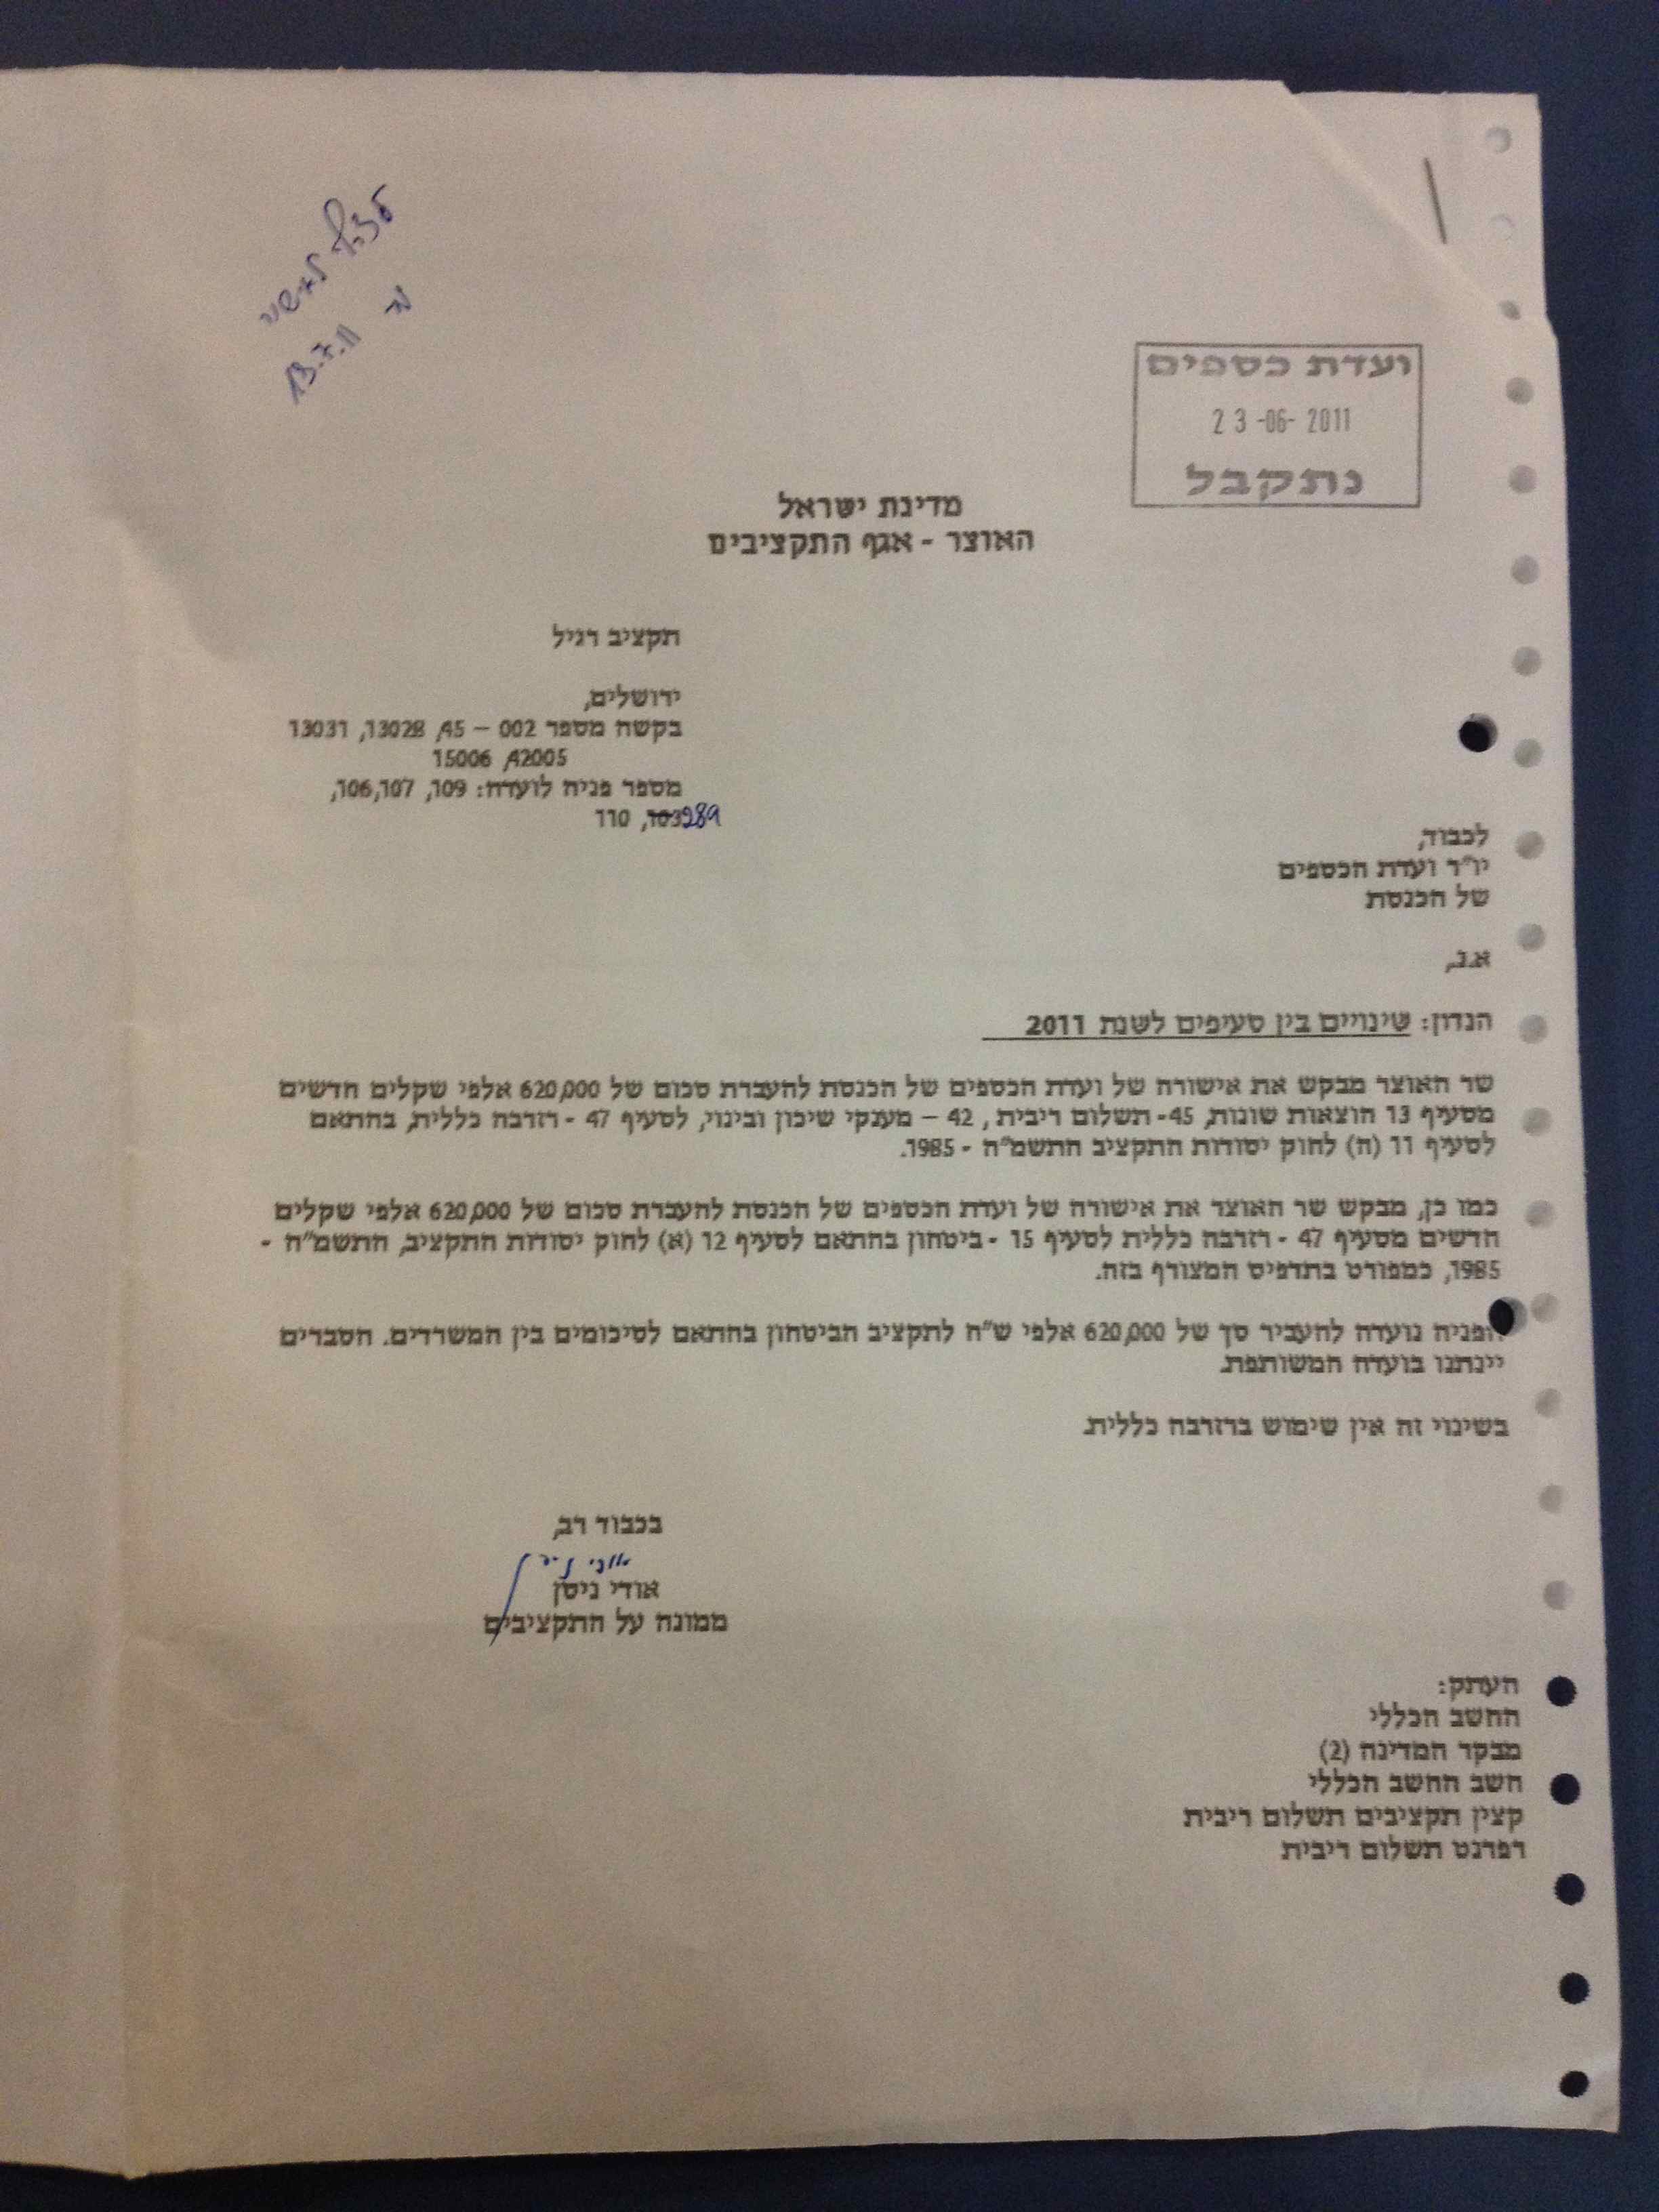 ועדת כספים
23-06-2011
נתקבל
13.7.11
מדינת ישראל
האוצר - אגף התקציבים
תקציב רגיל
ירושלים,
בקשה מספר 002 – 45, 13028, 13031
42005, 15006
מספר פניה לועדה: 109, 106,107,
103289, 110
לכבוד,
יו"ר ועדת הכספים
של הכנסת
א.נ,
הנדון: שינויים בין סעיפים לשנת 2011
שר האוצר מבקש את אישורה של ועדת הכספים של הכנסת להעברת סכום של 620,000 אלפי שקלים חדשים
מסעיף 13 הוצאות שונות, 45- תשלום ריבית, 42 – מענקי שיכון ובינוי, לסעיף 47 - רזרבה כללית, בהתאם
לסעיף 11 (ה) לחוק יסודות התקציב התשמ"ה - 1985.
כמו כן, מבקש שר האוצר את אישורה של ועדת הכספים של הכנסת להעברת סכום של 620,000 אלפי שקלים
חדשים מסעיף 47 - רזרבה כללית לסעיף 15 - ביטחון בהתאם לסעיף 12 (א) לחוק יסודות התקציב, התשמ"ה -
1985, כמפורט בתדפיס המצורף בזה.
הפניה נועדה להעביר סך של 620,000 אלפי ש"ח לתקציב הביטחון בהתאם לסיכומים בין המשרדים. הסברים
יינתנו בועדה המשותפת.
בשינוי זה אין שימוש ברזרבה כללית.
בכבוד רב,
אודי ניסן
אודי ניסן
ממונה על התקציבים
העתק:
החשב הכללי
מבקר המדינה (2)
חשב החשב הכללי
קצין תקציבים תשלום ריבית
רפרנט תשלום ריבית